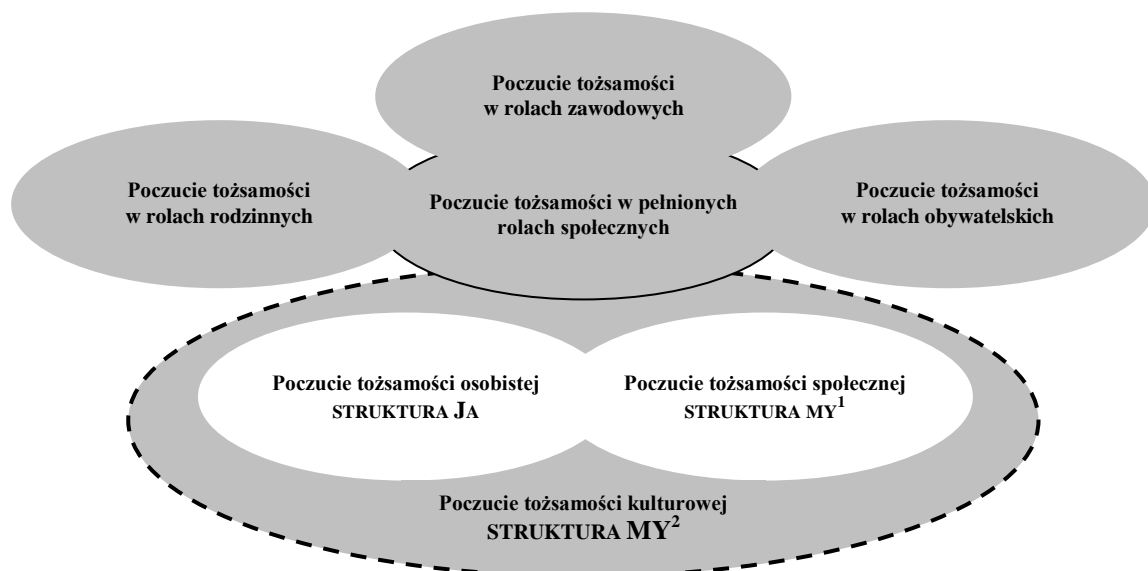 Poczucie tożsamości
w rolach zawodowych
Poczucie tożsamości
w rolach rodzinnych
Poczucie tożsamości w pełnionych
rolach społecznych
Poczucie tożsamości
w rolach obywatelskich
Poczucie tożsamości osobistej
STRUKTURA JA
Poczucie tożsamości społecznej
STRUKTURA MY¹
Poczucie tożsamości kulturowej
STRUKTURA MY²